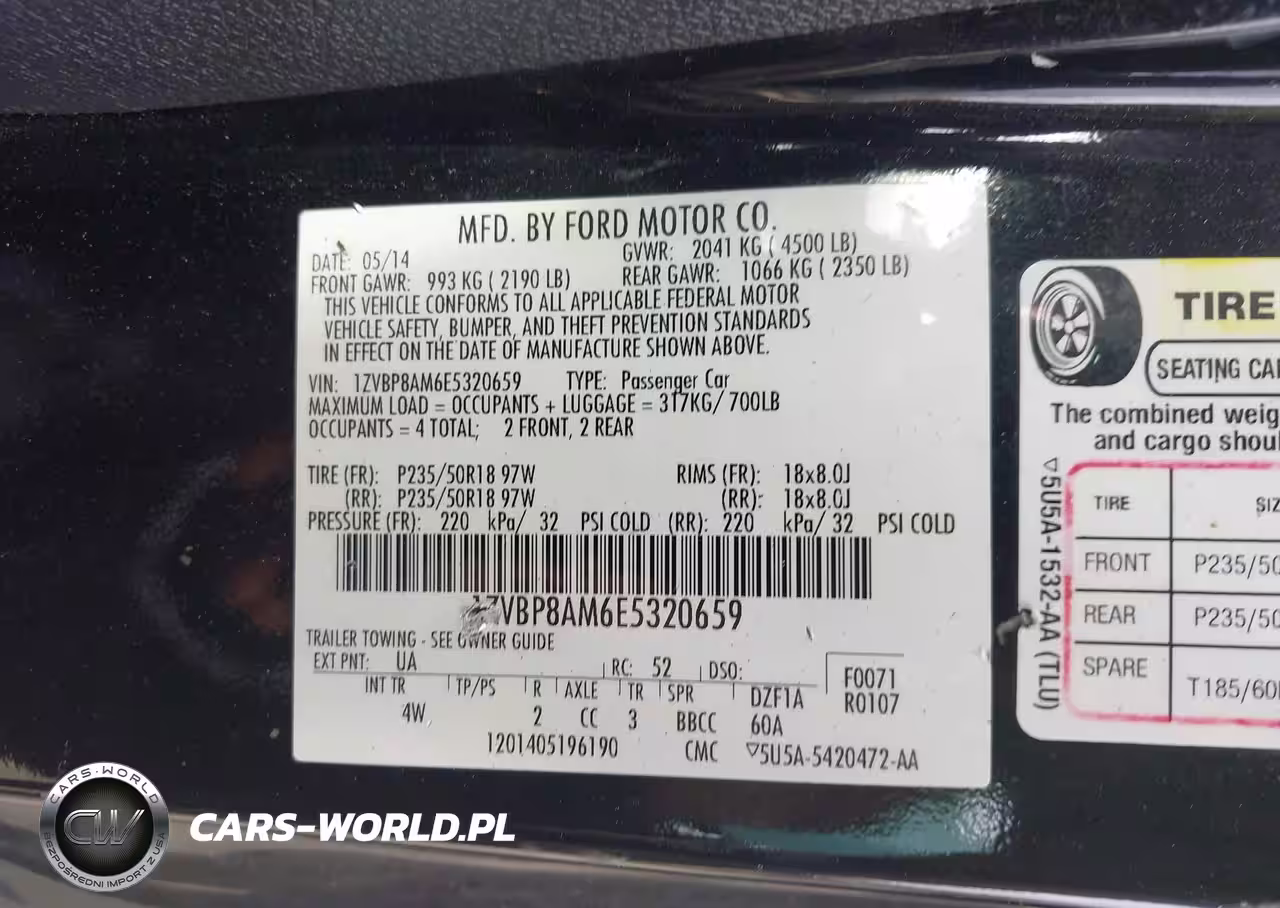 MFD. BY FORD MOTOR CO.
DATE: 05/14 GVWR: 2041 KG ( 4500 LB)
FRONT GAWR: 993 KG ( 2190 LB) REAR GAWR: 1066 KG ( 2350 LB)
THIS VEHICLE CONFORMS TO ALL APPLICABLE FEDERAL MOTOR
VEHICLE SAFETY, BUMPER, AND THEFT PREVENTION STANDARDS
IN EFFECT ON THE DATE OF MANUFACTURE SHOWN ABOVE.
VIN: 1ZVBP8AM6E5320659 TYPE: Passenger Car
MAXIMUM LOAD = OCCUPANTS + LUGGAGE = 317KG/ 700LB
OCCUPANTS = 4 TOTAL; 2 FRONT, 2 REAR
TIRE (FR): P235/50R18 97W RIMS (FR): 18x8.0J
(RR): P235/50R18 97W (RR): 18x8.0J
PRESSURE (FR): 220 kPa/ 32 PSI COLD (RR): 220 kPa/ 32 PSI COLD
1ZVBP8AM6E5320659
TRAILER TOWING - SEE OWNER GUIDE
EXT PNT: UA RC: 52 DSO: F0071
INT TR TP/PS R AXLE TR SPR DZF1A R0107
4W 2 CC 3 BBCC 60A
1201405196190 CMC ▽5U5A-5420472-AA
TIRE
SEATING CA
The combined weig
and cargo shoul
▽5U5A-1532-AA (TLU)
TIRE SIZ
FRONT P235/50
REAR P235/50
SPARE T185/60
CARS-WORLD
CW
BEZPOŚREDNI IMPORT Z USA
CARS-WORLD.PL